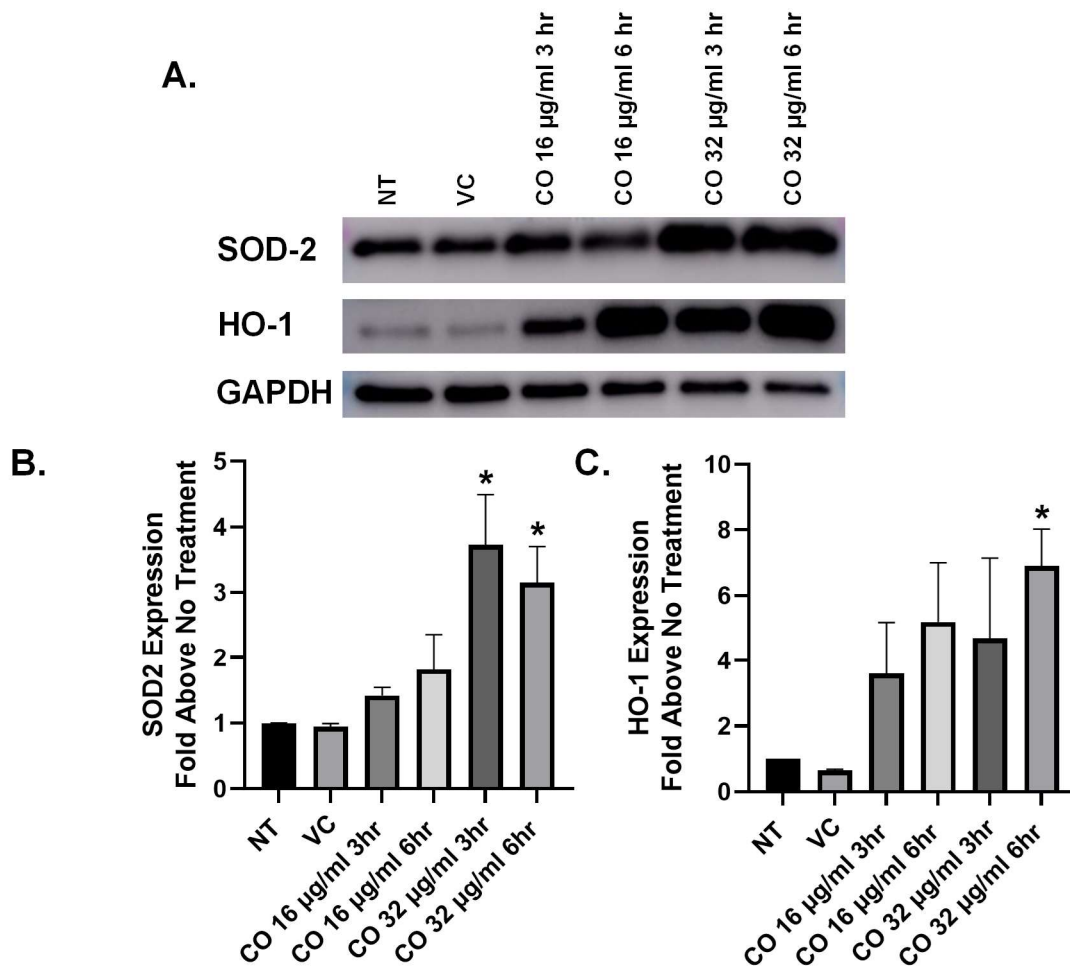 A.
NT
VC
CO 16 µg/ml 3 hr
CO 16 µg/ml 6 hr
CO 32 µg/ml 3 hr
CO 32 µg/ml 6 hr
SOD-2
HO-1
GAPDH
B.
SOD2 Expression
Fold Above No Treatment
5
4
3
2
1
0
*
*
NT
VC
CO 16 µg/ml 3hr
CO 16 µg/ml 6hr
CO 32 µg/ml 3hr
CO 32 µg/ml 6hr
C.
HO-1 Expression
Fold Above No Treatment
10
8
6
4
2
0
*
NT
VC
CO 16 µg/ml 3hr
CO 16 µg/ml 6hr
CO 32 µg/ml 3hr
CO 32 µg/ml 6hr